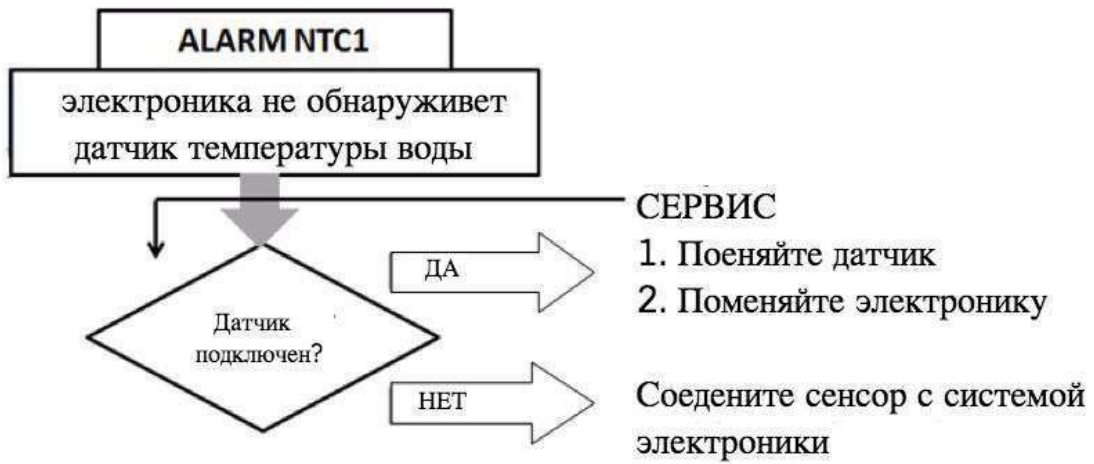 ALARM NTC1
электроника не обнаруживет
датчик температуры воды
СЕРВИС
1. Поеняйте датчик
2. Поменяйте электронику
ДА
Датчик
подключен?
НЕТ
Соедените сенсор с системой
электроники